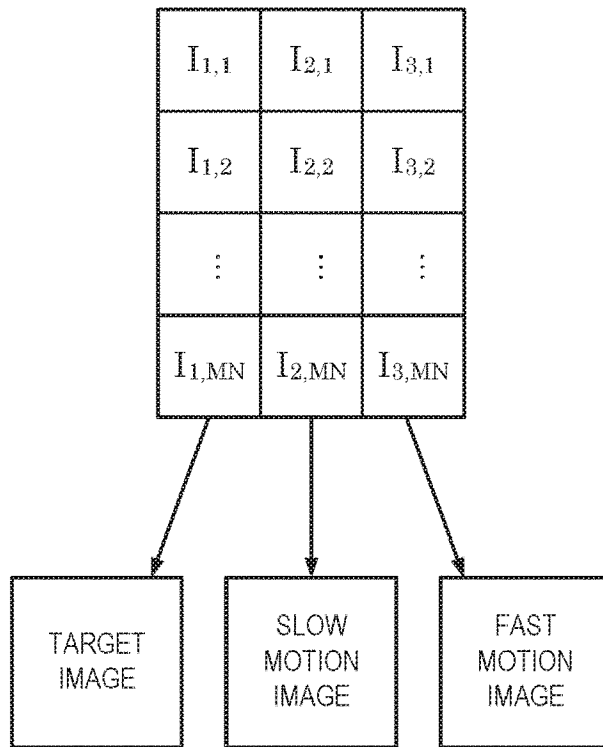 I1,1 I2,1 I3,1
I1,2 I2,2 I3,2
⋮ ⋮ ⋮
I1,MN I2,MN I3,MN
TARGET
IMAGE
SLOW
MOTION
IMAGE
FAST
MOTION
IMAGE